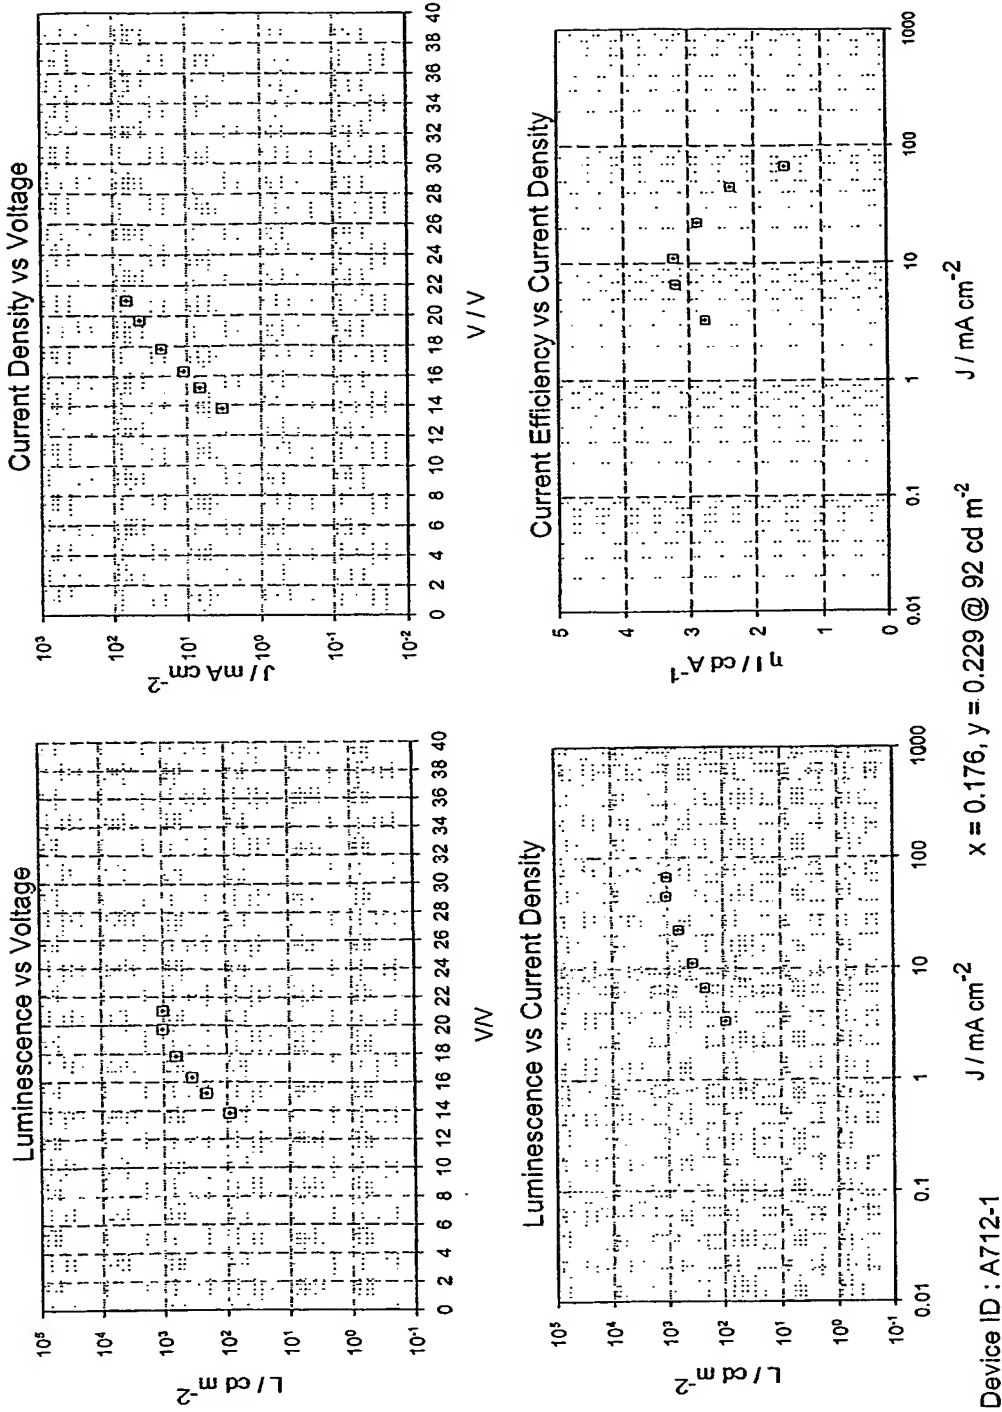 Luminescence vs Voltage
L / cd m-2
10⁵
10⁴
10³
10²
10¹
10⁰
10⁻¹
0 2 4 6 8 10 12 14 16 18 20 22 24 26 28 30 32 34 36 38 40
V/V
Current Density vs Voltage
J / mA cm-2
10³
10²
10¹
10⁰
10⁻¹
10⁻²
0 2 4 6 8 10 12 14 16 18 20 22 24 26 28 30 32 34 36 38 40
V / V
Luminescence vs Current Density
L / cd m-2
10⁵
10⁴
10³
10²
10¹
10⁰
10⁻¹
0.01 0.1 1 10 100 1000
J / mA cm-2
Current Efficiency vs Current Density
η I / cd A-1
5
4
3
2
1
0
0.01 0.1 1 10 100 1000
J / mA cm-2
Device ID : A712-1
x = 0.176, y = 0.229 @ 92 cd m-2